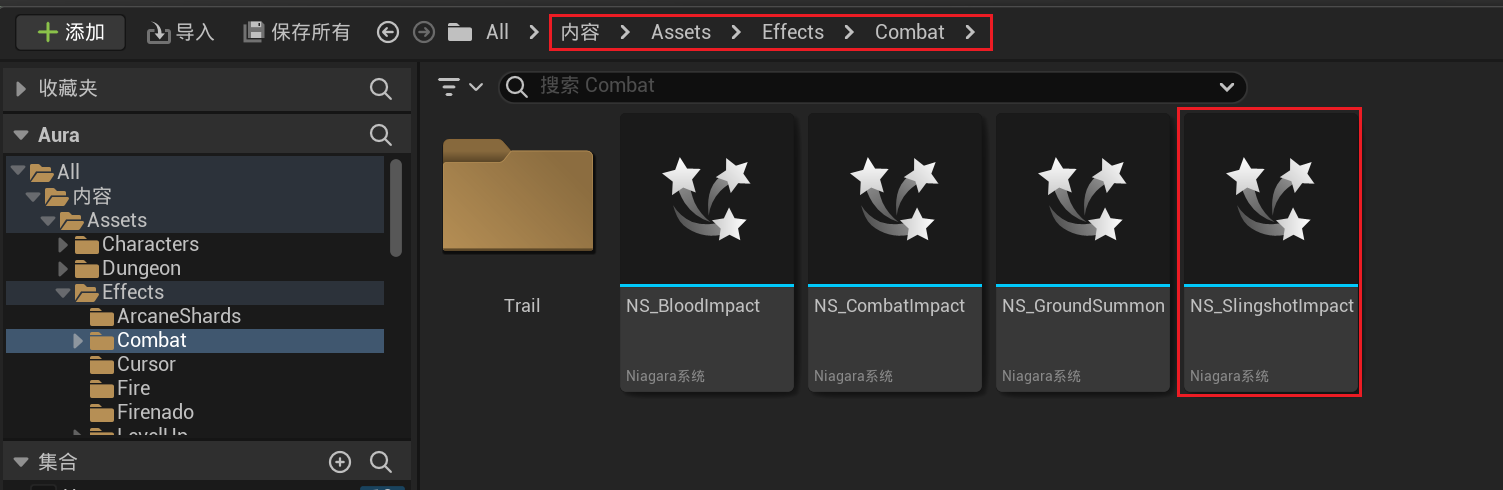 添加
导入
保存所有
All > 内容 > Assets > Effects > Combat >
收藏夹
搜索 Combat
Aura
All
内容
Assets
Characters
Dungeon
Effects
ArcaneShards
Combat
Cursor
Fire
Firenado
LevelUp
集合
Trail
NS_BloodImpact
Niagara系统
NS_CombatImpact
Niagara系统
NS_GroundSummon
Niagara系统
NS_SlingshotImpact
Niagara系统